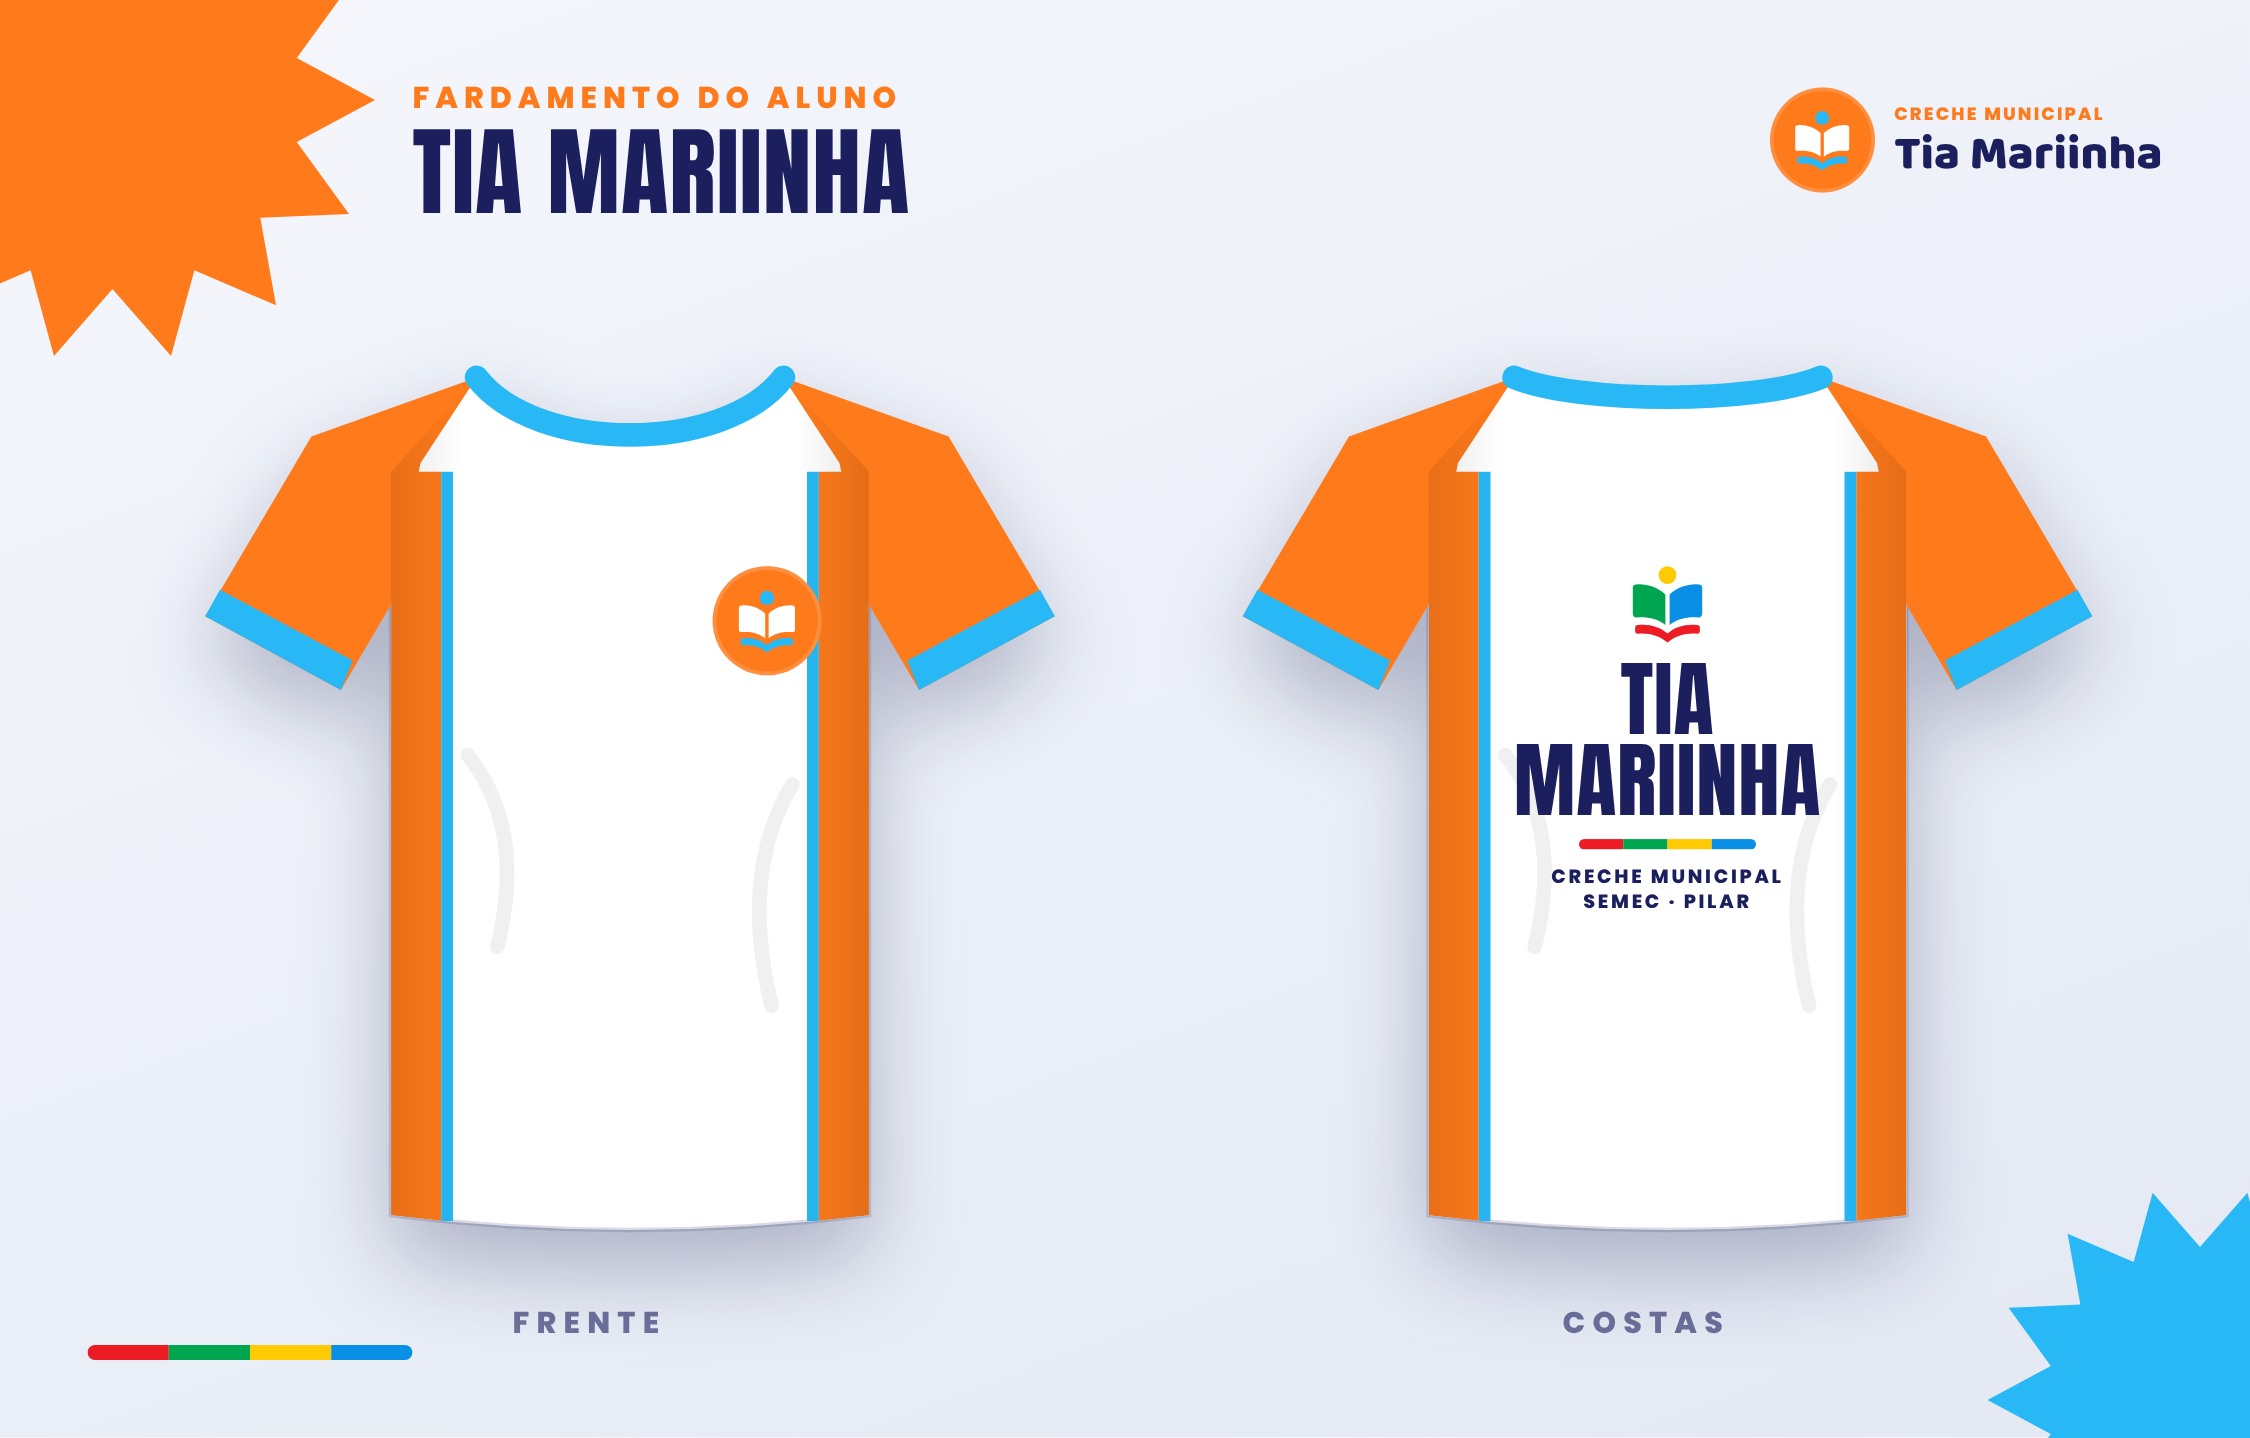 FARDAMENTO DO ALUNO
TIA MARIINHA
CRECHE MUNICIPAL
Tia Mariinha
TIA
MARIINHA
CRECHE MUNICIPAL
SEMEC · PILAR
FRENTE
COSTAS